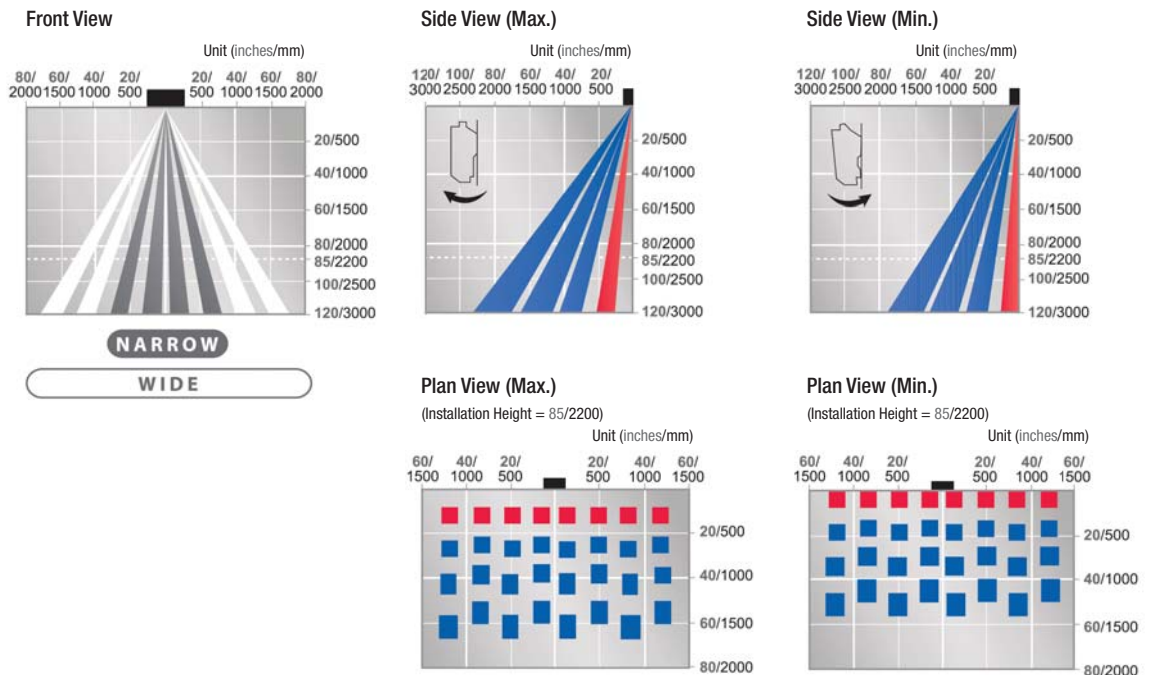 Front View
Unit (inches/mm)
80/ 60/ 40/ 20/ 20/ 40/ 60/ 80/
2000 1500 1000 500 500 1000 1500 2000
20/500
40/1000
60/1500
80/2000
85/2200
100/2500
120/3000
NARROW
WIDE
Side View (Max.)
Unit (inches/mm)
120/ 100/ 80/ 60/ 40/ 20/
3000 2500 2000 1500 1000 500
20/500
40/1000
60/1500
80/2000
85/2200
100/2500
120/3000
Side View (Min.)
Unit (inches/mm)
120/ 100/ 80/ 60/ 40/ 20/
3000 2500 2000 1500 1000 500
20/500
40/1000
60/1500
80/2000
85/2200
100/2500
120/3000
Plan View (Max.)
(Installation Height = 85/2200)
Unit (inches/mm)
60/ 40/ 20/ 20/ 40/ 60/
1500 1000 500 500 1000 1500
20/500
40/1000
60/1500
80/2000
Plan View (Min.)
(Installation Height = 85/2200)
Unit (inches/mm)
60/ 40/ 20/ 20/ 40/ 60/
1500 1000 500 500 1000 1500
20/500
40/1000
60/1500
80/2000